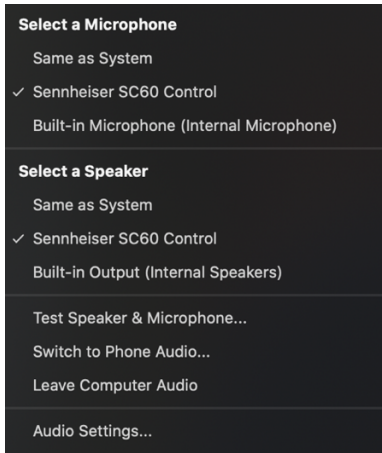 Select a Microphone
Same as System
✓ Sennheiser SC60 Control
Built-in Microphone (Internal Microphone)
Select a Speaker
Same as System
✓ Sennheiser SC60 Control
Built-in Output (Internal Speakers)
Test Speaker & Microphone...
Switch to Phone Audio...
Leave Computer Audio
Audio Settings...